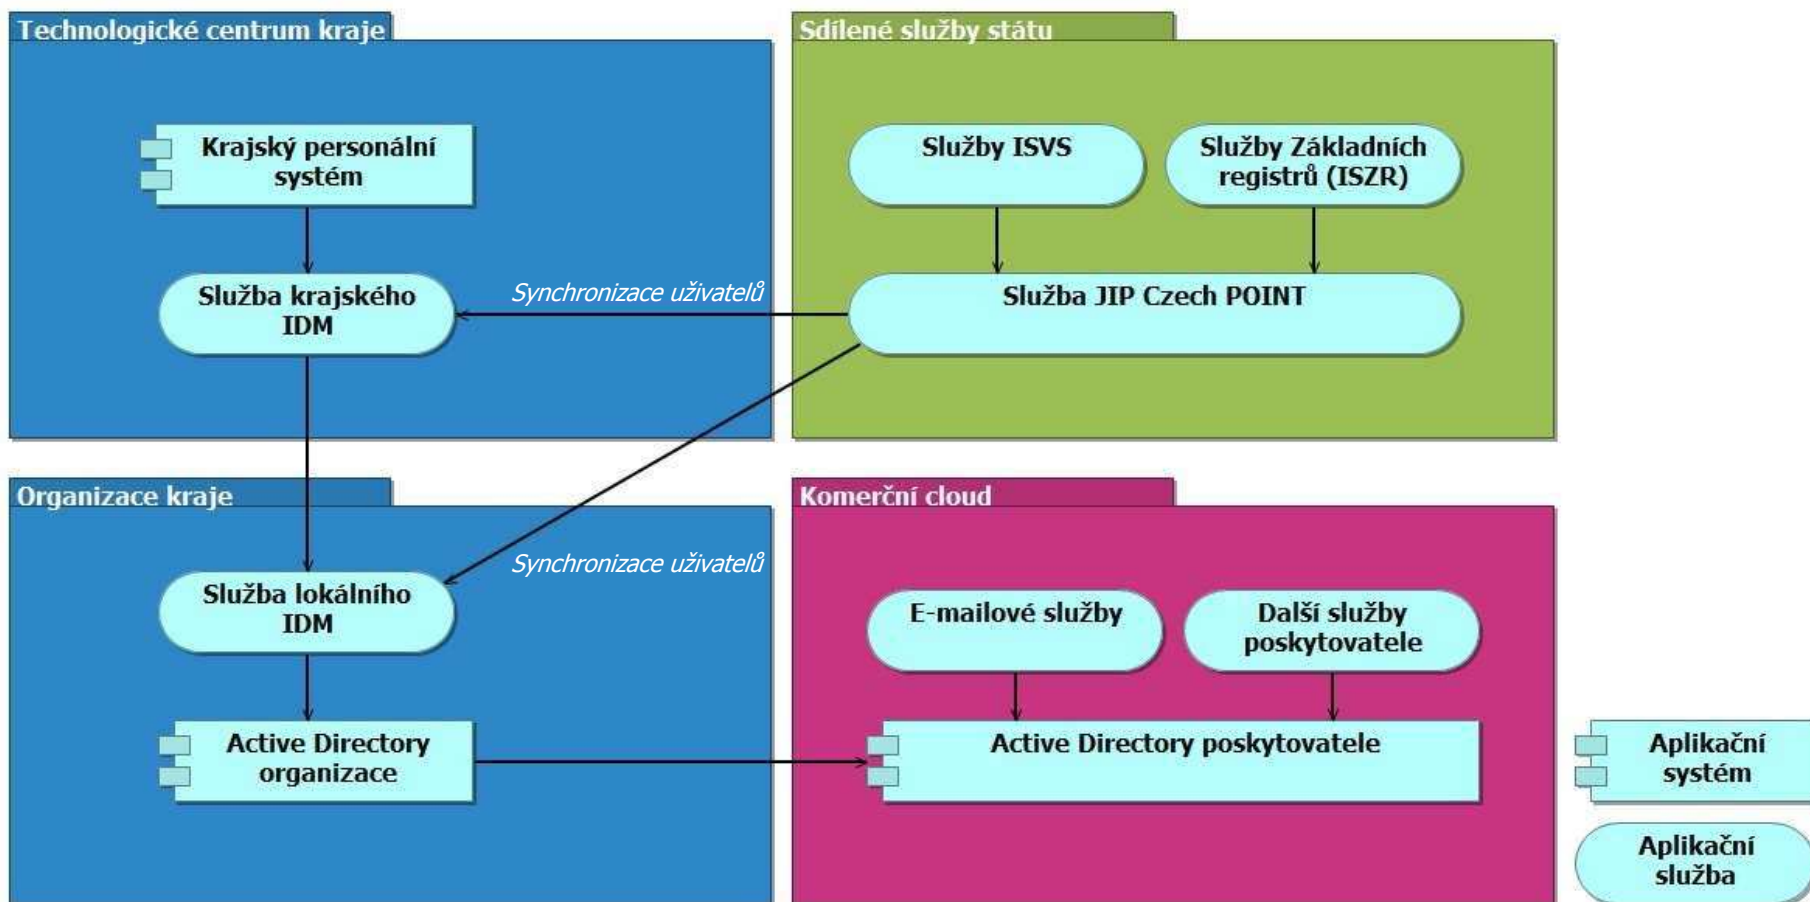 Technologické centrum kraje
Krajský personální
systém
Služba krajského
IDM
Synchronizace uživatelů
Sdílené služby státu
Služby ISVS
Služby Základních
registrů (ISZR)
Služba JIP Czech POINT
Organizace kraje
Služba lokálního
IDM
Synchronizace uživatelů
Active Directory
organizace
Komerční cloud
E-mailové služby
Další služby
poskytovatele
Active Directory poskytovatele
Aplikační
systém
Aplikační
služba